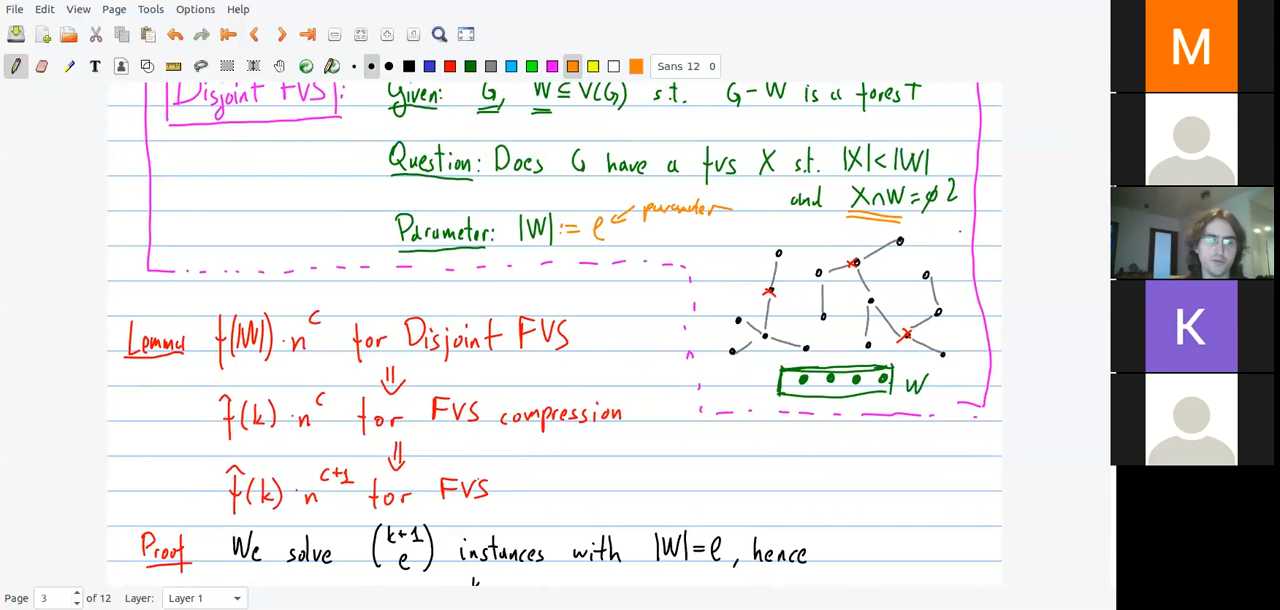 File Edit View Page Tools Options Help
Sans 12 0
Disjoint FVS: Given: G, W ⊆ V(G) s.t. G-W is a forest
Question: Does G have a fvs X s.t. |X|<|W|
and X∩W=∅?
Parameter: |W| := ℓ ← parameter
W
Lemma f(|W|)·n^c for Disjoint FVS
⇓
f̂(k)·n^c for FVS compression
⇓
f̂(k)·n^{c+1} for FVS
Proof We solve (k+1 ℓ) instances with |W|=ℓ, hence
k
Page 3 of 12 Layer: Layer 1
M
K